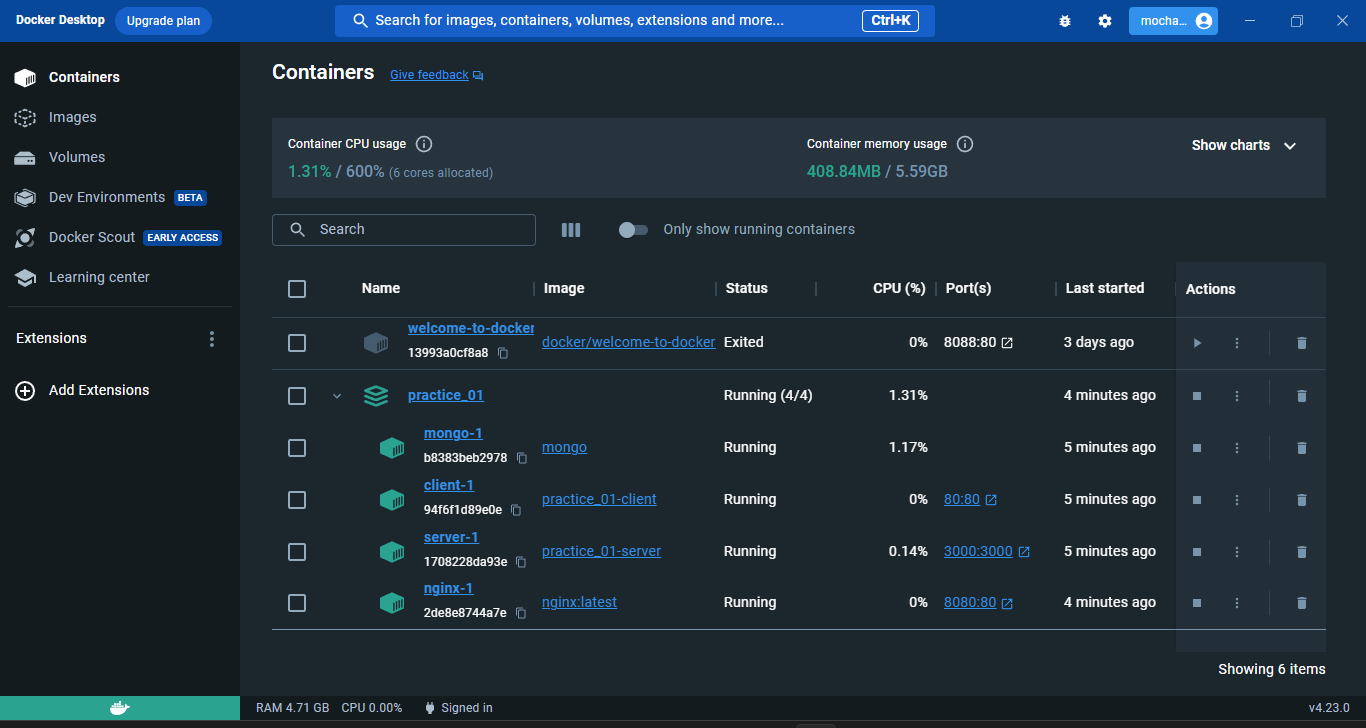 Docker Desktop Upgrade plan Search for images, containers, volumes, extensions and more... Ctrl+K mocha...
Containers
Images
Volumes
Dev Environments BETA
Docker Scout EARLY ACCESS
Learning center
Extensions
Add Extensions
Containers Give feedback
Container CPU usage
1.31% / 600% (6 cores allocated)
Container memory usage
408.84MB / 5.59GB
Show charts
Search Only show running containers
Name Image Status CPU (%) Port(s) Last started Actions
welcome-to-docker
13993a0cf8a8
docker/welcome-to-docker Exited 0% 8088:80 3 days ago
practice_01 Running (4/4) 1.31% 4 minutes ago
mongo-1
b8383beb2978
mongo Running 1.17% 5 minutes ago
client-1
94f6f1d89e0e
practice_01-client Running 0% 80:80 5 minutes ago
server-1
1708228da93e
practice_01-server Running 0.14% 3000:3000 5 minutes ago
nginx-1
2de8e8744a7e
nginx:latest Running 0% 8080:80 4 minutes ago
Showing 6 items
RAM 4.71 GB CPU 0.00% Signed in v4.23.0